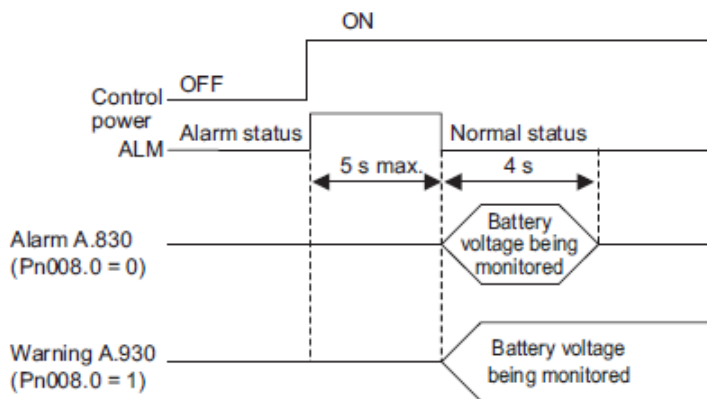 ON
OFF
Control
power
ALM
Alarm status
Normal status
5 s max.
4 s
Alarm A.830
(Pn008.0 = 0)
Battery
voltage being
monitored
Warning A.930
(Pn008.0 = 1)
Battery voltage
being monitored